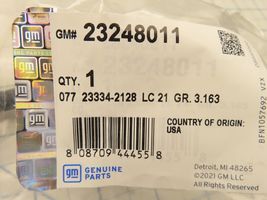 GM# 23248011
QTY. 1
077 23334-2128 LC 21 GR. 3.163
COUNTRY OF ORIGIN:
USA
8 08709 44455 8
gm GENUINE
PARTS
Detroit, MI 48265
©2021 GM LLC
All Rights Reserved
gm